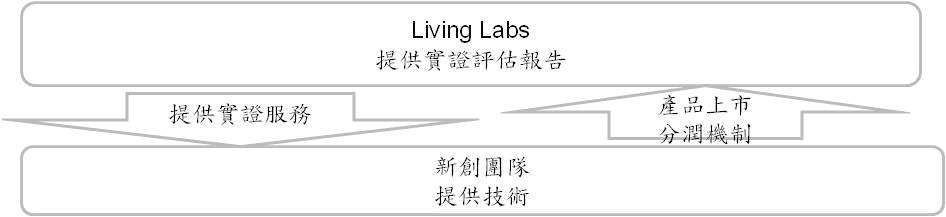 Living Labs
提供實證評估報告
提供實證服務
產品上市
分潤機制
新創團隊
提供技術